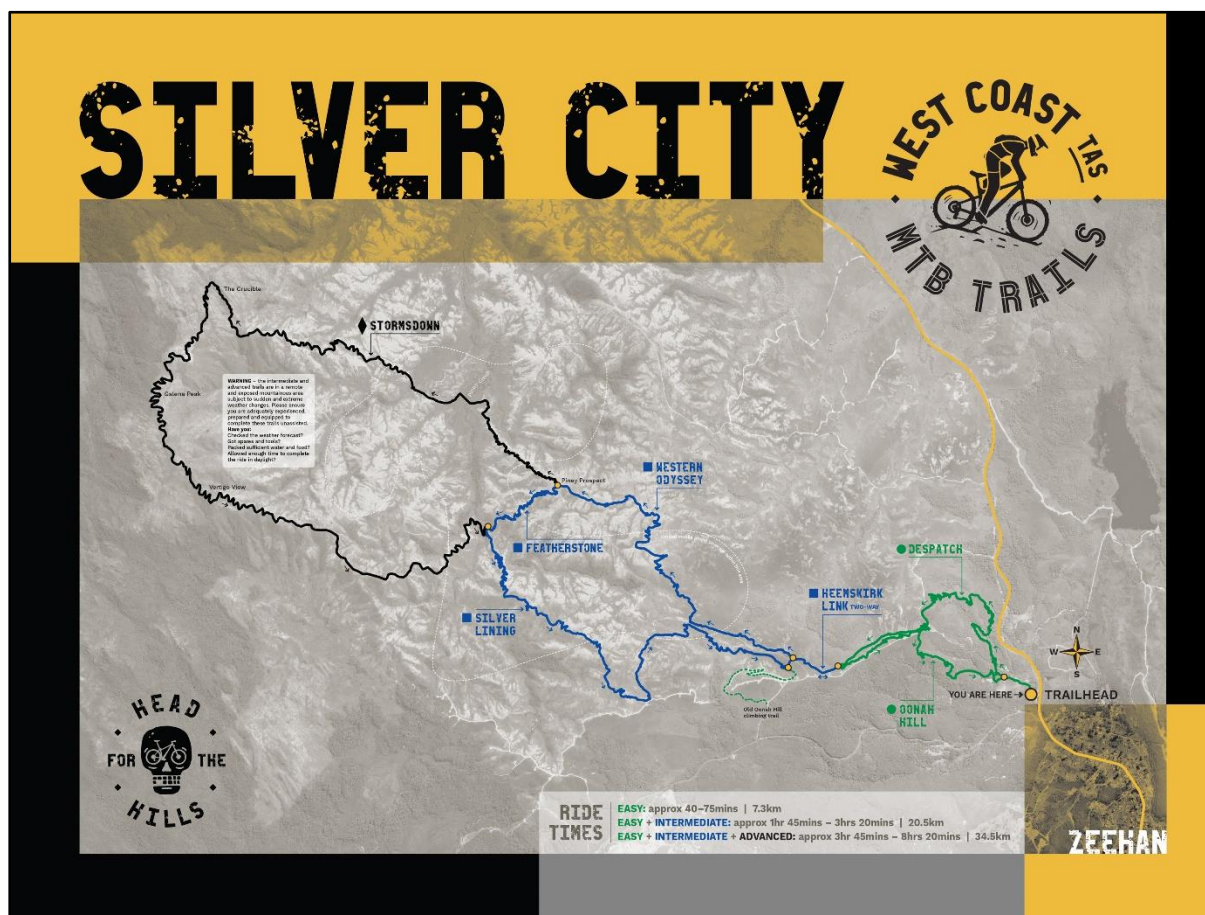 SILVER CITY
WEST COAST TAS
MTB TRAILS
The Crucible
STORMSDOWN
WARNING – the intermediate and
advanced trails are in a remote
and exposed mountainous area
subject to sudden and extreme
weather changes. Please ensure
you are adequately experienced,
prepared and equipped to
complete these trails unassisted.
Have you:
Checked the weather forecast?
Got spares and tools?
Packed sufficient water and food?
Allowed enough time to complete
the ride in daylight?
Galena Peak
Vertigo View
Piney Prospect
WESTERN
ODYSSEY
FEATHERSTONE
DESPATCH
HEEMSKIRK
LINK TWO-WAY
SILVER
LINING
N
W E
S
YOU ARE HERE
TRAILHEAD
Old Oonah Hill
climbing trail
OONAH
HILL
HEAD
FOR THE
HILLS
RIDE
TIMES
EASY: approx 40–75mins | 7.3km
EASY + INTERMEDIATE: approx 1hr 45mins – 3hrs 20mins | 20.5km
EASY + INTERMEDIATE + ADVANCED: approx 3hr 45mins – 8hrs 20mins | 34.5km
ZEEHAN